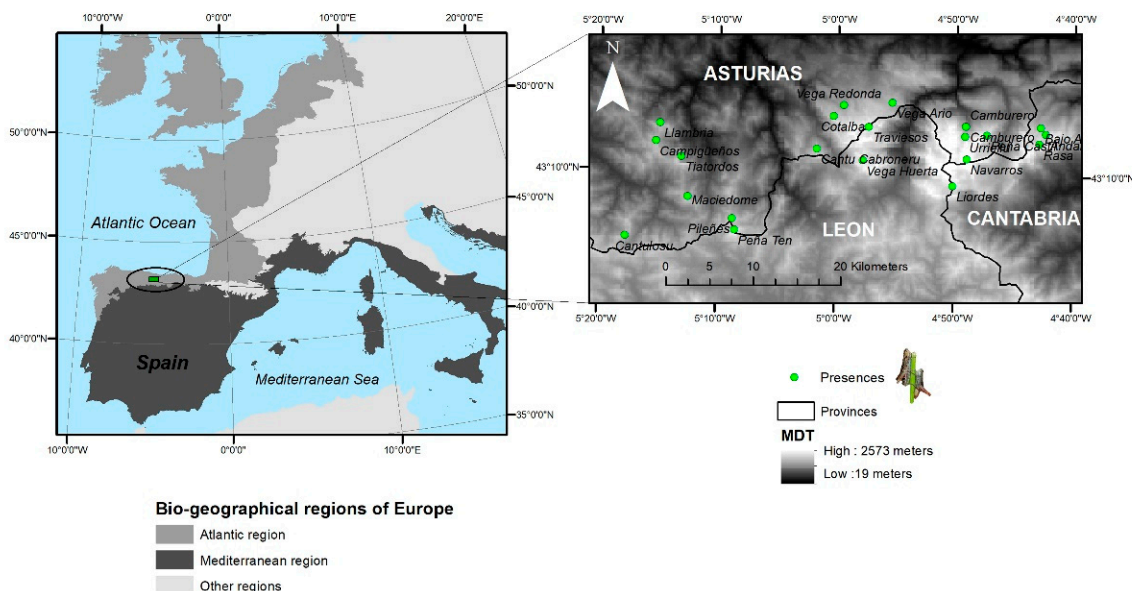 10°0'0"W
0°0'0"
10°0'0"E
20°0'0"E
50°0'0"N
50°0'0"N
45°0'0"N
45°0'0"N
40°0'0"N
40°0'0"N
35°0'0"N
Atlantic Ocean
Spain
Mediterranean Sea
10°0'0"W
0°0'0"
10°0'0"E
Bio-geographical regions of Europe
Atlantic region
Mediterranean region
Other regions
5°20'0"W
5°10'0"W
5°0'0"W
4°50'0"W
4°40'0"W
N
ASTURIAS
Vega Redonda
Vega Ario
Camburero
Llambria
Cotalba
Camburero
Bajo A
Campigüeños
Traviesos
Urriellu
Peña Cast
Andara
Rasa
43°10'0"N
Tiatordos
Cantu Cabroneru
Vega Huerta
Navarros
43°10'0"N
Maciedome
Liordes
Pileñes
Peña Ten
LEON
CANTABRIA
Cantulosu
0 5 10 20 Kilometers
5°20'0"W
5°10'0"W
5°0'0"W
4°50'0"W
4°40'0"W
Presences
Provinces
MDT
High : 2573 meters
Low :19 meters